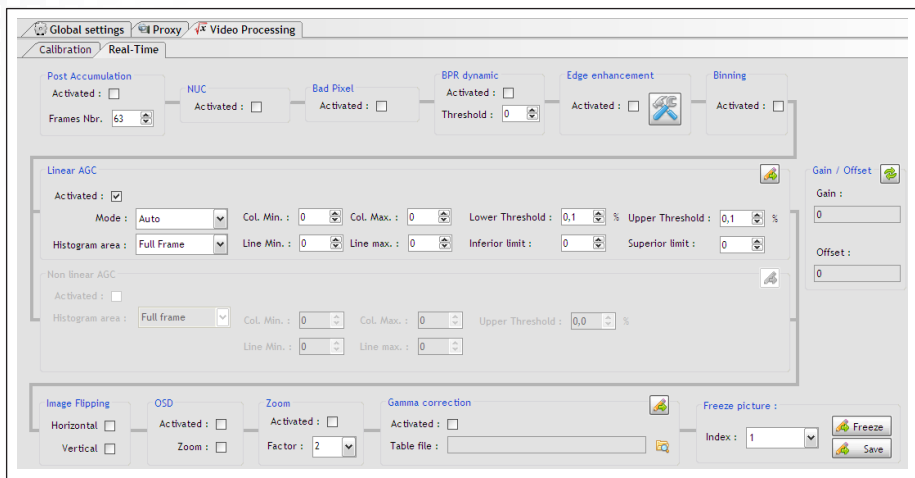 Global settings Proxy √x Video Processing
Calibration Real-Time
Post Accumulation
Activated :
Frames Nbr. 63
NUC
Activated :
Bad Pixel
Activated :
BPR dynamic
Activated :
Threshold : 0
Edge enhancement
Activated :
Binning
Activated :
Linear AGC
Activated :
Mode : Auto Col. Min. : 0 Col. Max. : 0 Lower Threshold : 0,1 % Upper Threshold : 0,1 %
Histogram area : Full Frame Line Min. : 0 Line max. : 0 Inferior limit : 0 Superior limit : 0
Gain / Offset
Gain :
0
Offset :
0
Non linear AGC
Activated :
Histogram area : Full frame Col. Min. : 0 Col. Max. : 0 Upper Threshold : 0,0 %
Line Min. : 0 Line max. : 0
Image Flipping
Horizontal
Vertical
OSD
Activated :
Zoom :
Zoom
Activated :
Factor : 2
Gamma correction
Activated :
Table file :
Freeze picture :
Index : 1
Freeze
Save